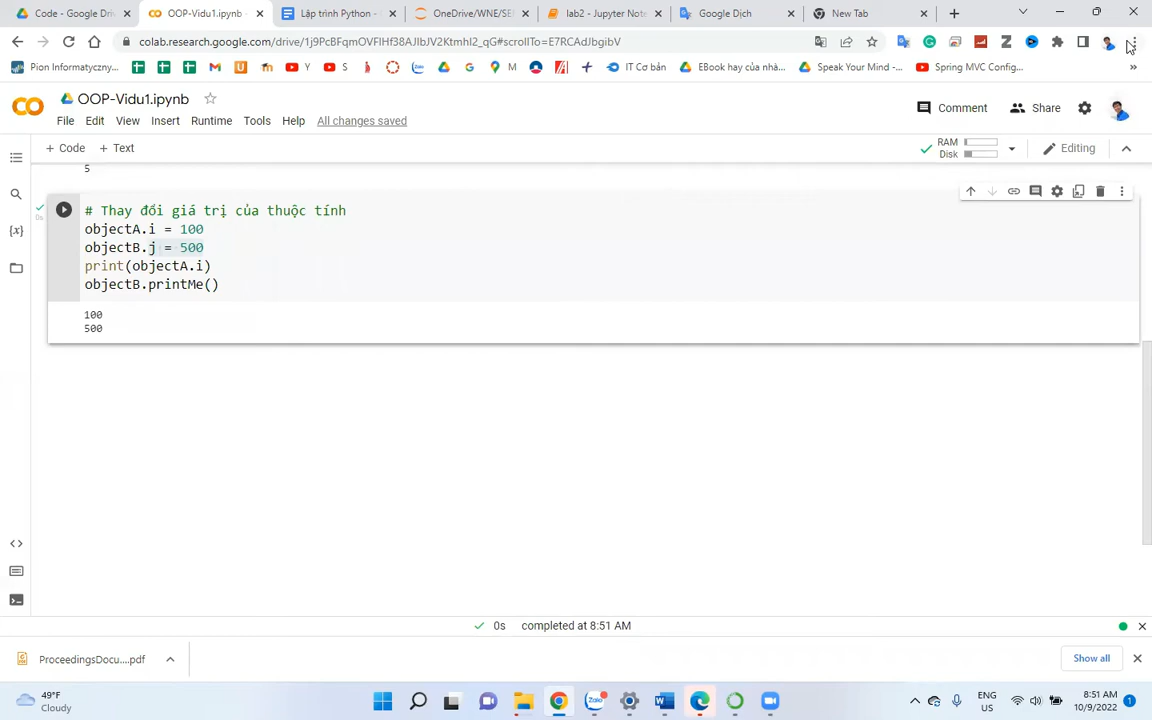 Code - Google Dri
OOP-Vidu1.ipynb
Lập trình Python -
OneDrive/WNE/SE
lab2 - Jupyter Note
Google Dịch
New Tab
colab.research.google.com/drive/1j9PcBFqmOVFlHf38AJIbJV2KtmhI2_qG#scrollTo=E7RCAdJbgibV
Pion Informatyczny...
Y
S
M
IT Cơ bản
EBook hay của nhà...
Speak Your Mind -...
Spring MVC Config...
»
OOP-Vidu1.ipynb
Comment
Share
File Edit View Insert Runtime Tools Help All changes saved
+ Code + Text
RAM
Disk
Editing
5
# Thay đổi giá trị của thuộc tính
objectA.i = 100
objectB.j = 500
print(objectA.i)
objectB.printMe()
0s
100
500
0s completed at 8:51 AM
ProceedingsDocu....pdf
Show all
49°F
Cloudy
Zalo
ENG
US
8:51 AM
10/9/2022
1